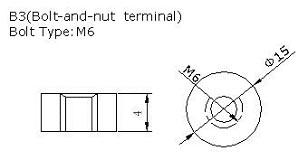 B3(Bolt-and-nut terminal)
Bolt Type: M6
Φ15
M6
4